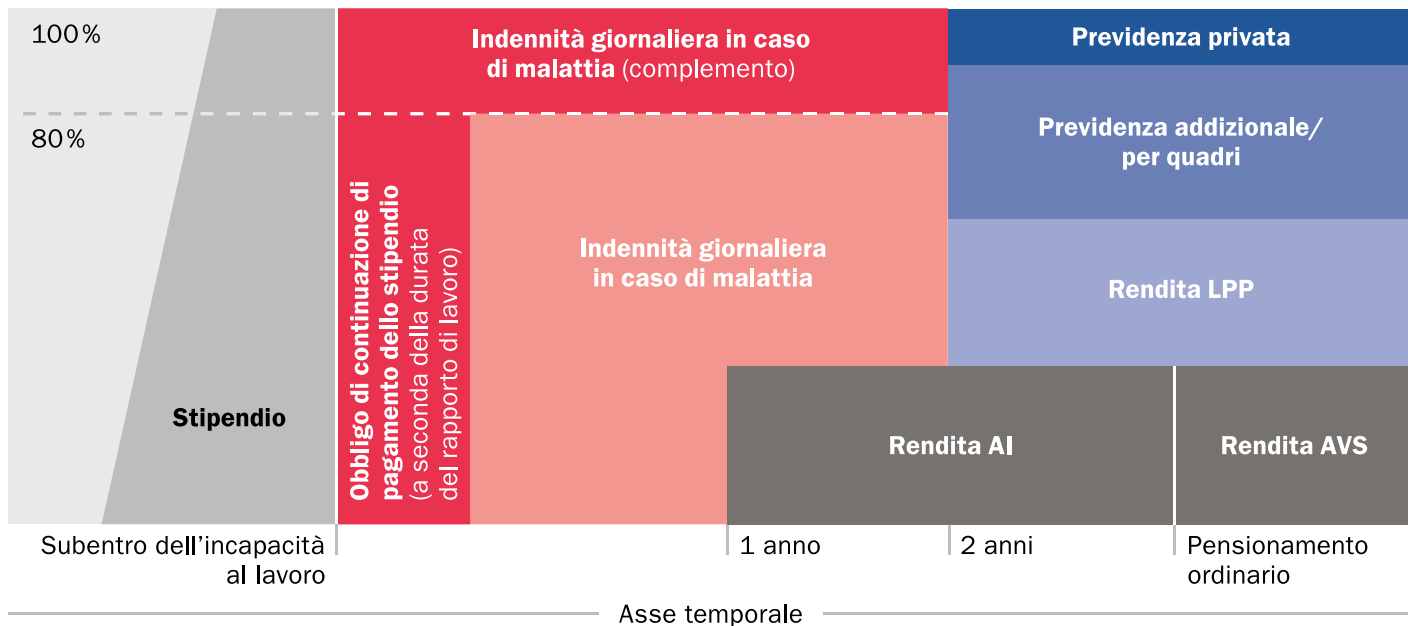 100%
80%
Stipendio
Obbligo di continuazione di
pagamento dello stipendio
(a seconda della durata
del rapporto di lavoro)
Indennità giornaliera in caso
di malattia (complemento)
Indennità giornaliera
in caso di malattia
Previdenza privata
Previdenza addizionale/
per quadri
Rendita LPP
Rendita AI
Rendita AVS
Subentro dell'incapacità
al lavoro
1 anno
2 anni
Pensionamento
ordinario
Asse temporale